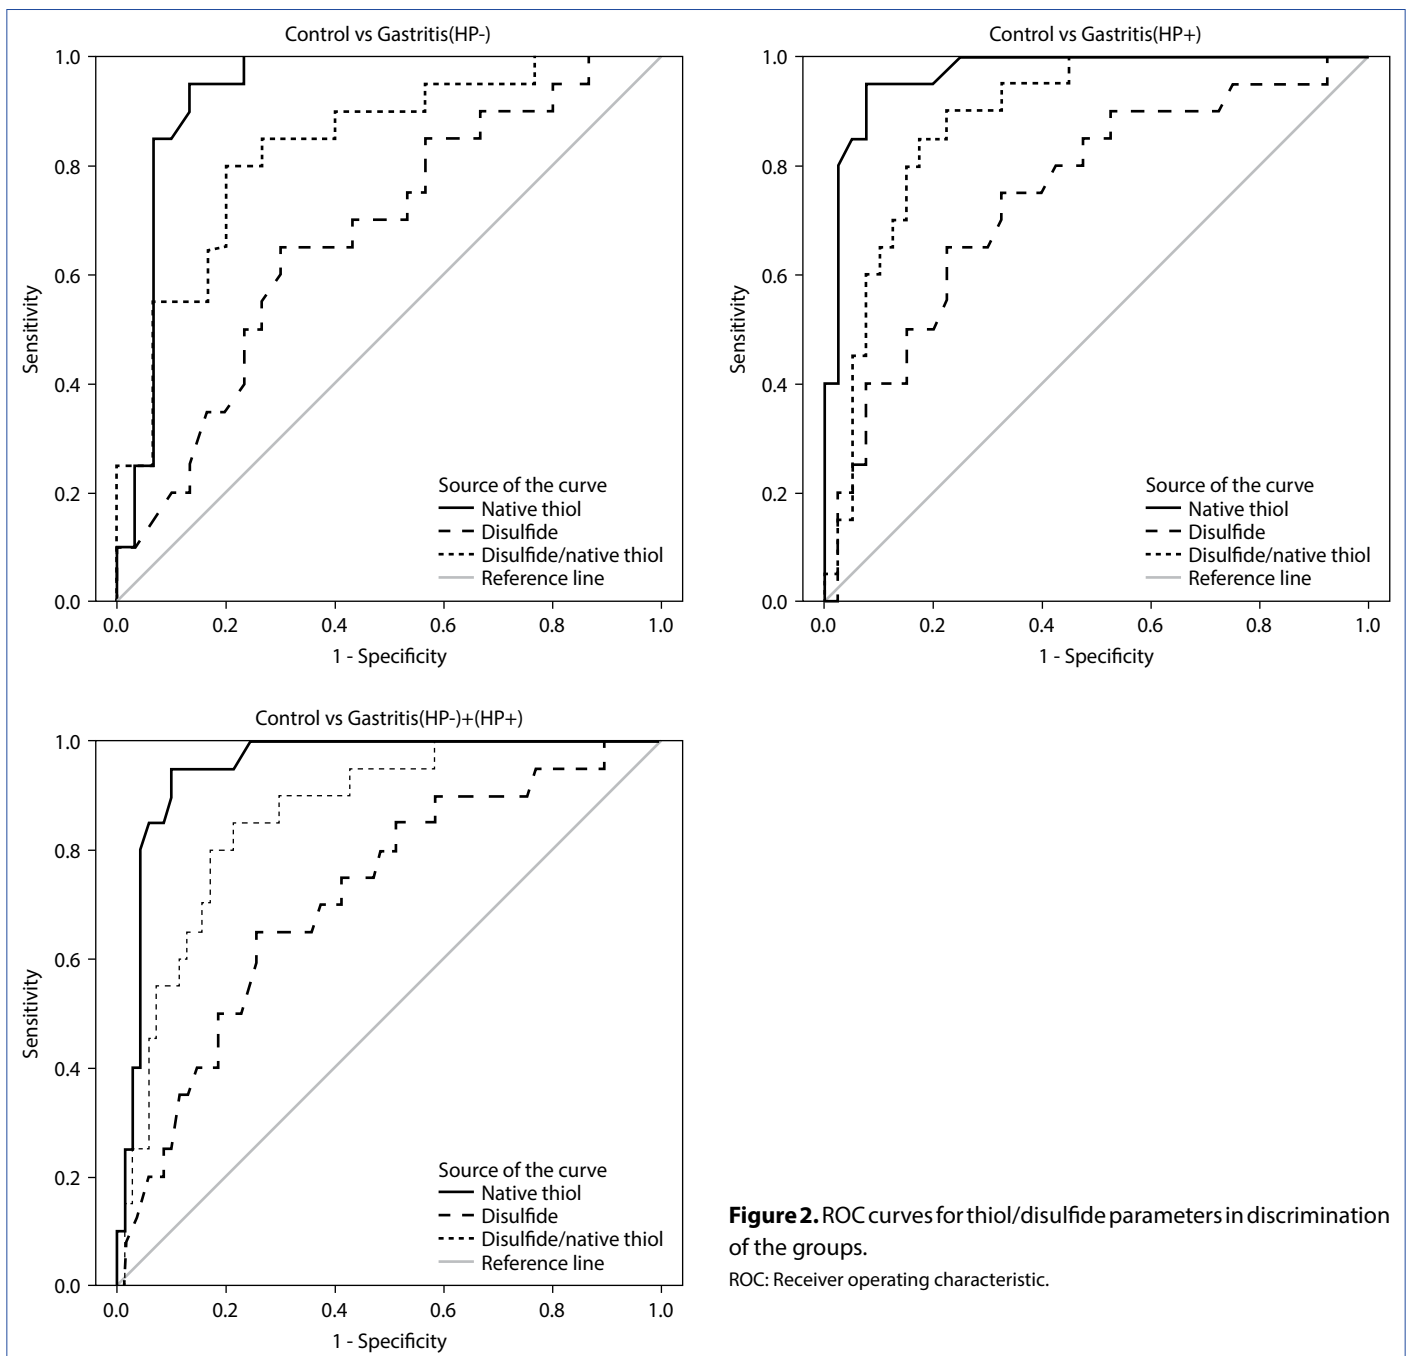 Control vs Gastritis(HP-)
1.0
0.8
0.6
0.4
0.2
0.0
Sensitivity
0.0 0.2 0.4 0.6 0.8 1.0
1 - Specificity
Source of the curve
Native thiol
Disulfide
Disulfide/native thiol
Reference line
Control vs Gastritis(HP+)
1.0
0.8
0.6
0.4
0.2
0.0
Sensitivity
0.0 0.2 0.4 0.6 0.8 1.0
1 - Specificity
Source of the curve
Native thiol
Disulfide
Disulfide/native thiol
Reference line
Control vs Gastritis(HP-)+(HP+)
1.0
0.8
0.6
0.4
0.2
0.0
Sensitivity
0.0 0.2 0.4 0.6 0.8 1.0
1 - Specificity
Source of the curve
Native thiol
Disulfide
Disulfide/native thiol
Reference line
Figure 2. ROC curves for thiol/disulfide parameters in discrimination
of the groups.
ROC: Receiver operating characteristic.